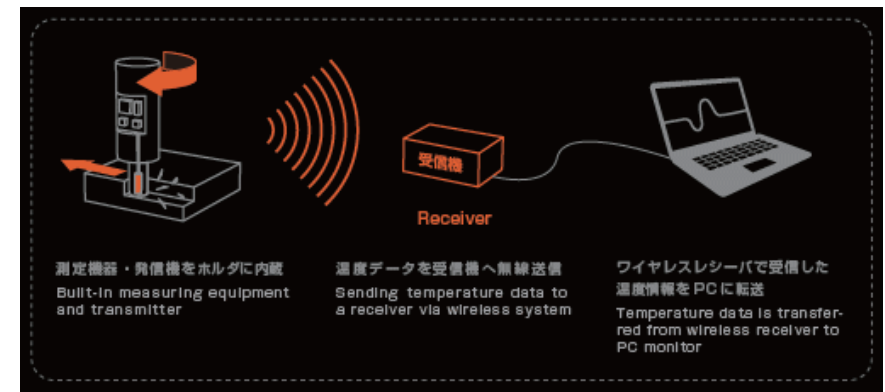 受信機
Receiver
測定機器・発信機をホルダに内蔵
Built-in measuring equipment
and transmitter
温度データを受信機へ無線送信
Sending temperature data to
a receiver via wireless system
ワイヤレスレシーバで受信した
温度情報をPCに転送
Temperature data is transfer-
red from wireless receiver to
PC monitor